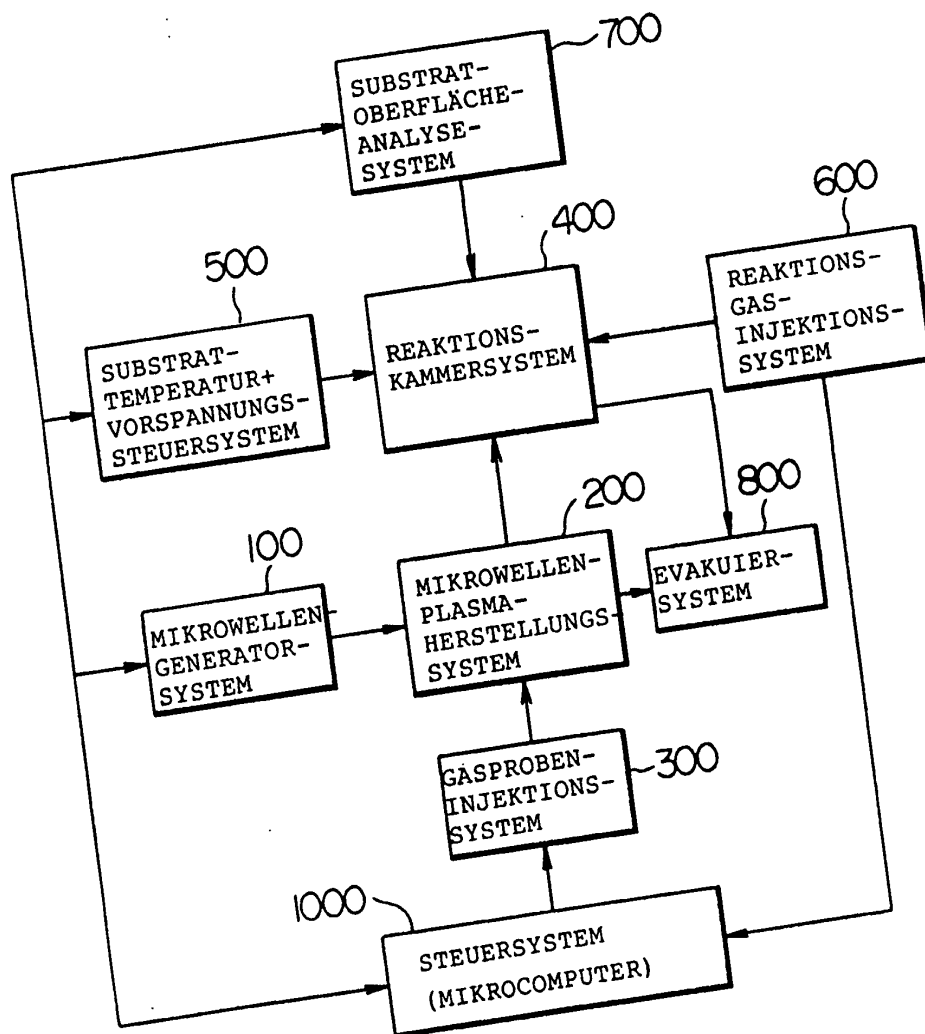 700
SUBSTRAT-
OBERFLÄCHE-
ANALYSE-
SYSTEM
600
REAKTIONS-
GAS-
INJEKTIONS-
SYSTEM
400
REAKTIONS-
KAMMERSYSTEM
500
SUBSTRAT-
TEMPERATUR+
VORSPANNUNGS-
STEUERSYSTEM
200
MIKROWELLEN-
PLASMA-
HERSTELLUNGS-
SYSTEM
800
EVAKUIER-
SYSTEM
100
MIKROWELLEN-
GENERATOR-
SYSTEM
300
GASPROBEN-
INJEKTIONS-
SYSTEM
1000
STEUERSYSTEM
(MIKROCOMPUTER)